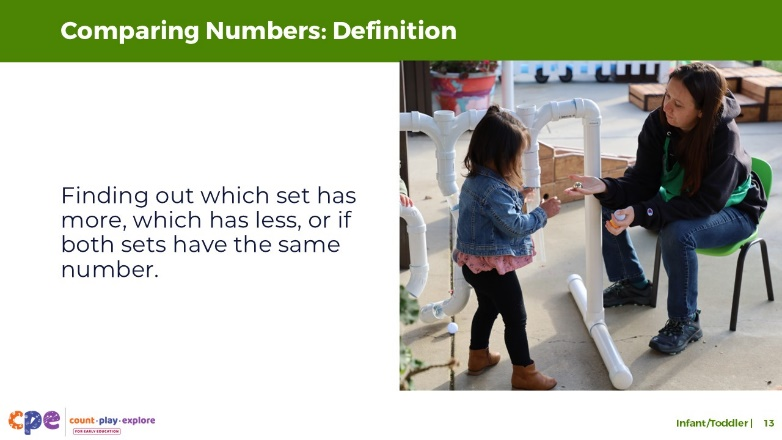 Comparing Numbers: Definition
Finding out which set has
more, which has less, or if
both sets have the same
number.
cpe
count·play·explore
FOR EARLY EDUCATION
Infant/Toddler | 13